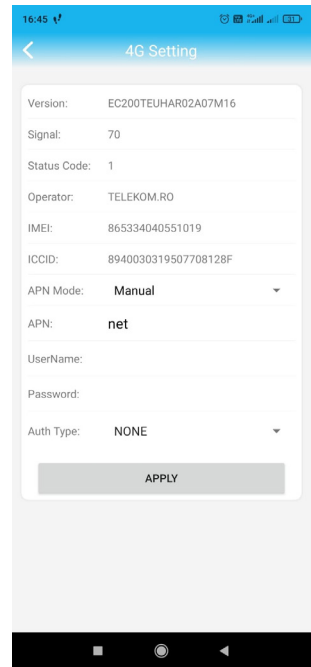 16:45
31
4G Setting
Version: EC200TEUHAR02A07M16
Signal: 70
Status Code: 1
Operator: TELEKOM.RO
IMEI: 865334040551019
ICCID: 8940030319507708128F
APN Mode: Manual
APN: net
UserName:
Password:
Auth Type: NONE
APPLY